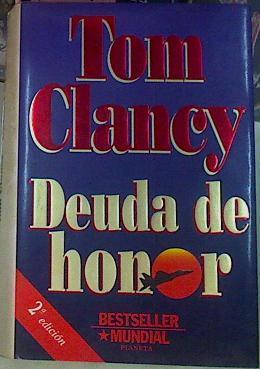 Tom
Clancy
Deuda de
honor
2ª edición
BESTSELLER
★MUNDIAL
PLANETA